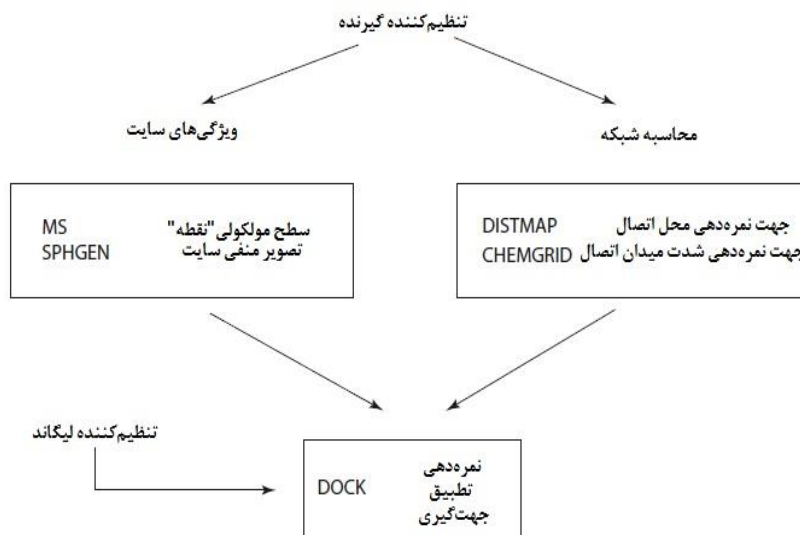 تنظیم‌کننده گیرنده
محاسبه شبکه
ویژگی‌های سایت
DISTMAP جهت نمره‌دهی محل اتصال
CHEMGRID جهت نمره‌دهی شدت میدان اتصال
MS سطح مولکولی"نقطه"
SPHGEN تصویر منفی سایت
تنظیم‌کننده لیگاند
نمره‌دهی
DOCK تطبیق
جهت‌گیری